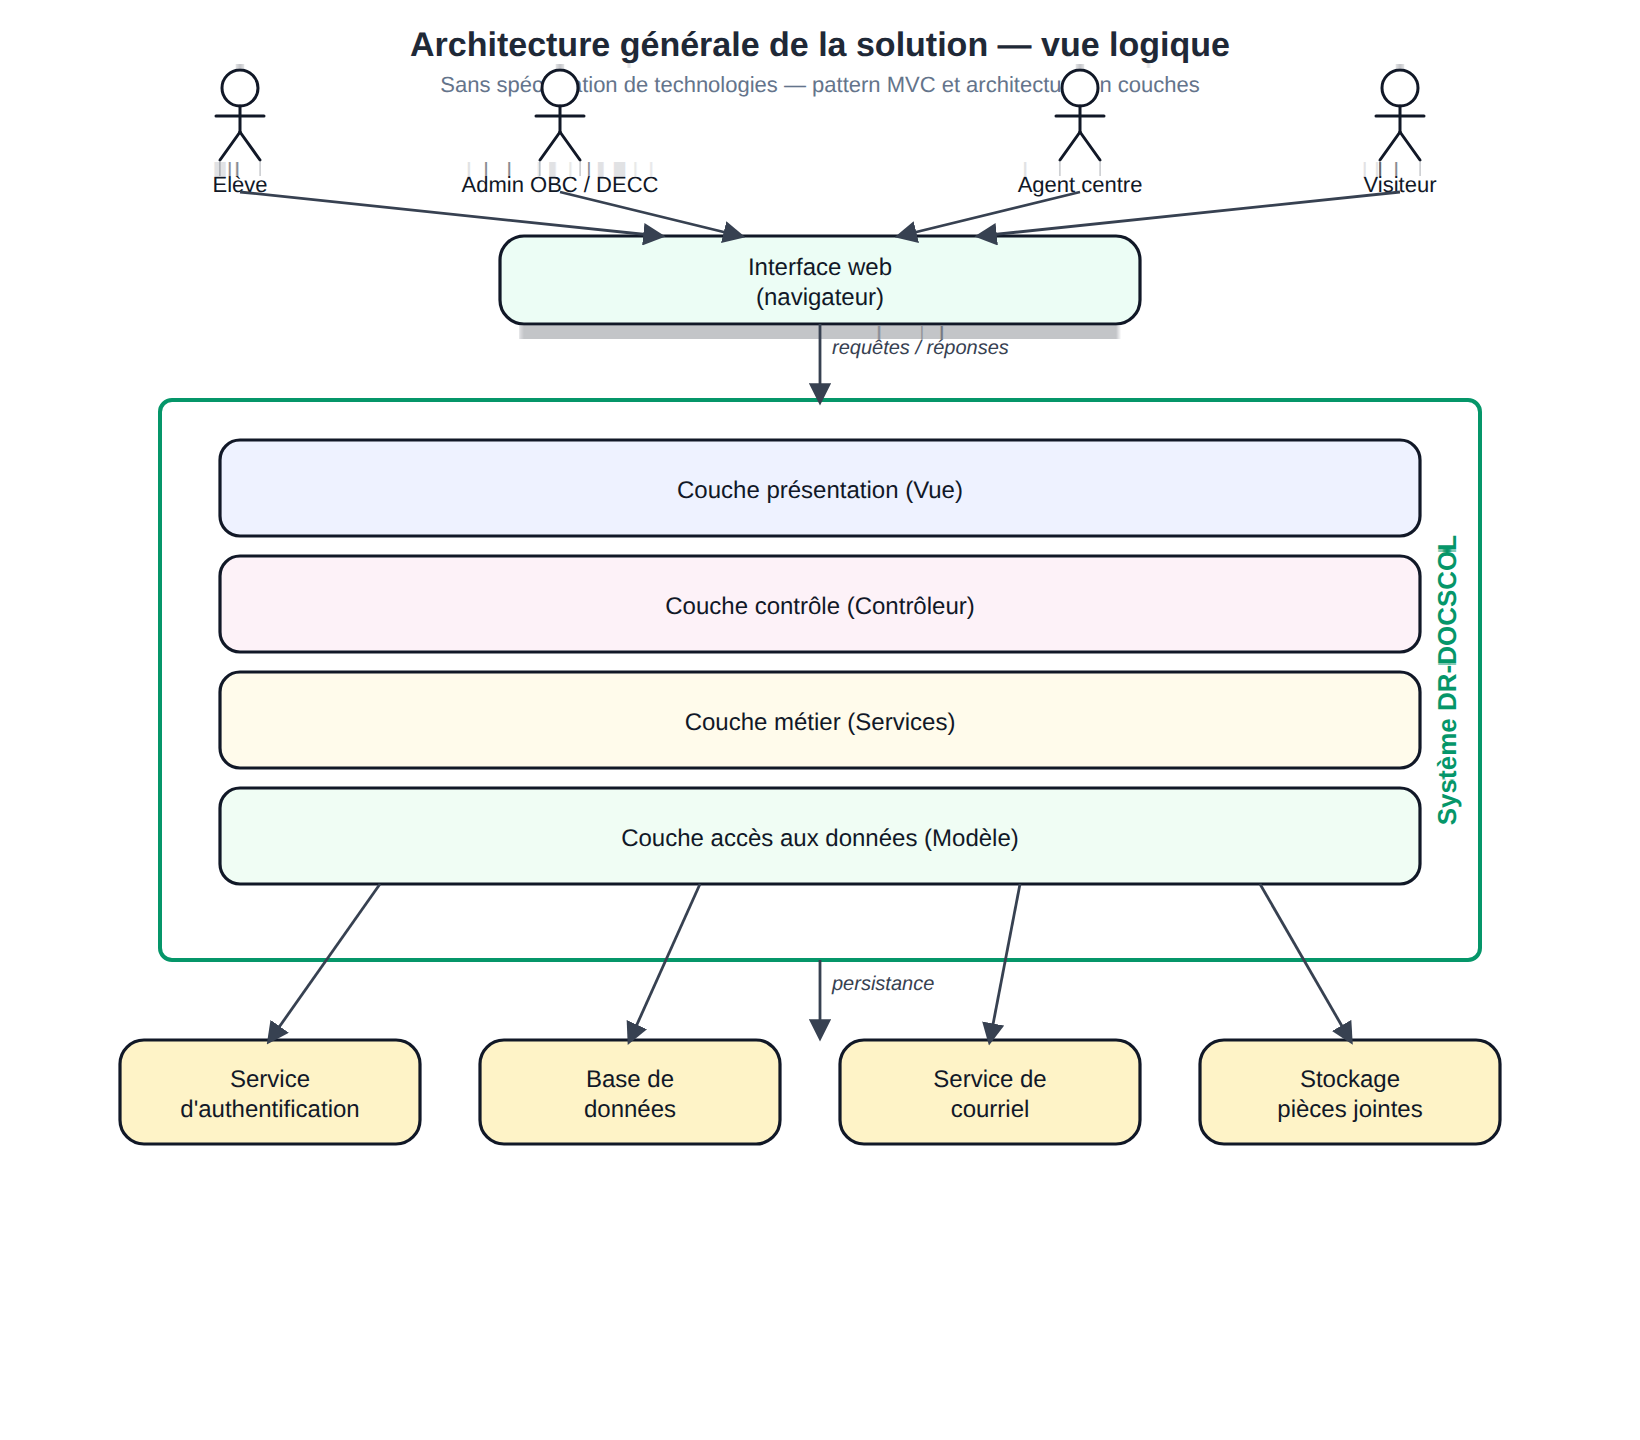 Architecture générale de la solution — vue logique
Sans spéc ation de technologies — pattern MVC et architectu n couches
Elève
Admin OBC / DECC
Agent centre
Visiteur
Interface web
(navigateur)
requêtes / réponses
Couche présentation (Vue)
Couche contrôle (Contrôleur)
Couche métier (Services)
Couche accès aux données (Modèle)
Système DR-DOCSCOL
persistance
Service
d'authentification
Base de
données
Service de
courriel
Stockage
pièces jointes